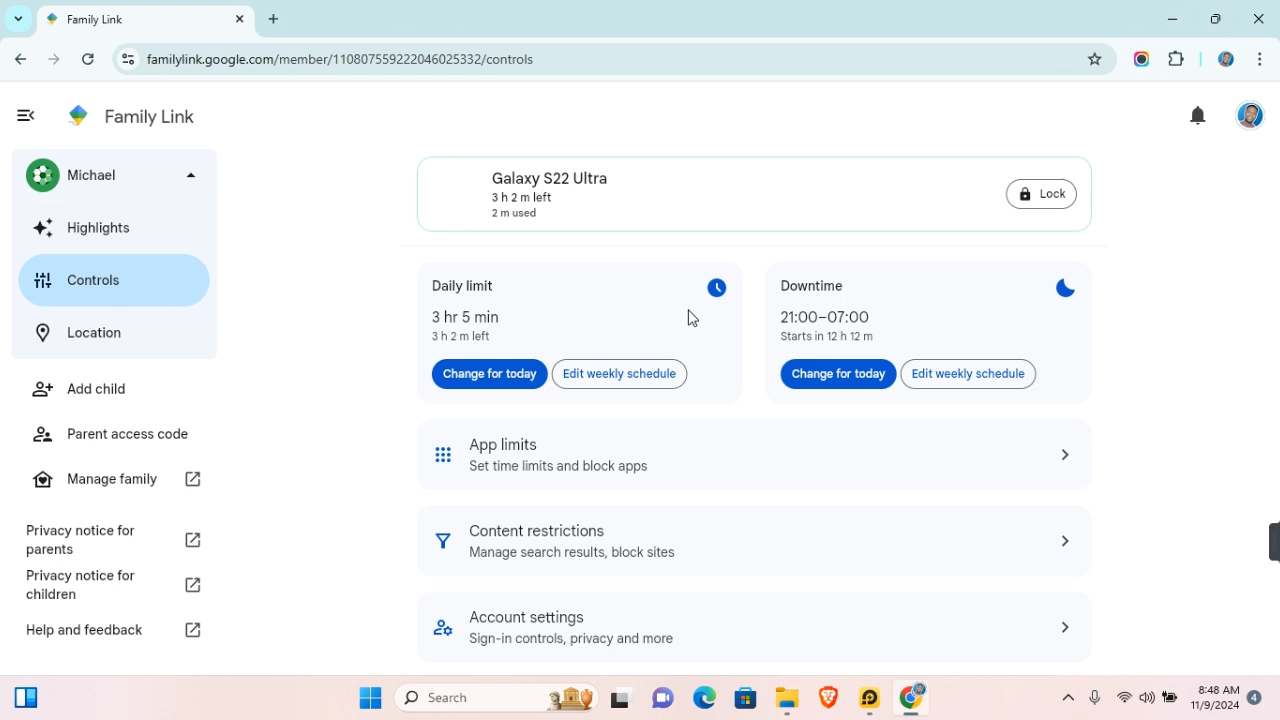 Family Link
familylink.google.com/member/110807559222046025332/controls
Family Link
Michael
Highlights
Controls
Location
Add child
Parent access code
Manage family
Privacy notice for
parents
Privacy notice for
children
Help and feedback
Galaxy S22 Ultra
3 h 2 m left
2 m used
Lock
Daily limit
3 hr 5 min
3 h 2 m left
Change for today
Edit weekly schedule
Downtime
21:00–07:00
Starts in 12 h 12 m
Change for today
Edit weekly schedule
App limits
Set time limits and block apps
Content restrictions
Manage search results, block sites
Account settings
Sign-in controls, privacy and more
Search
8:48 AM
11/9/2024
4